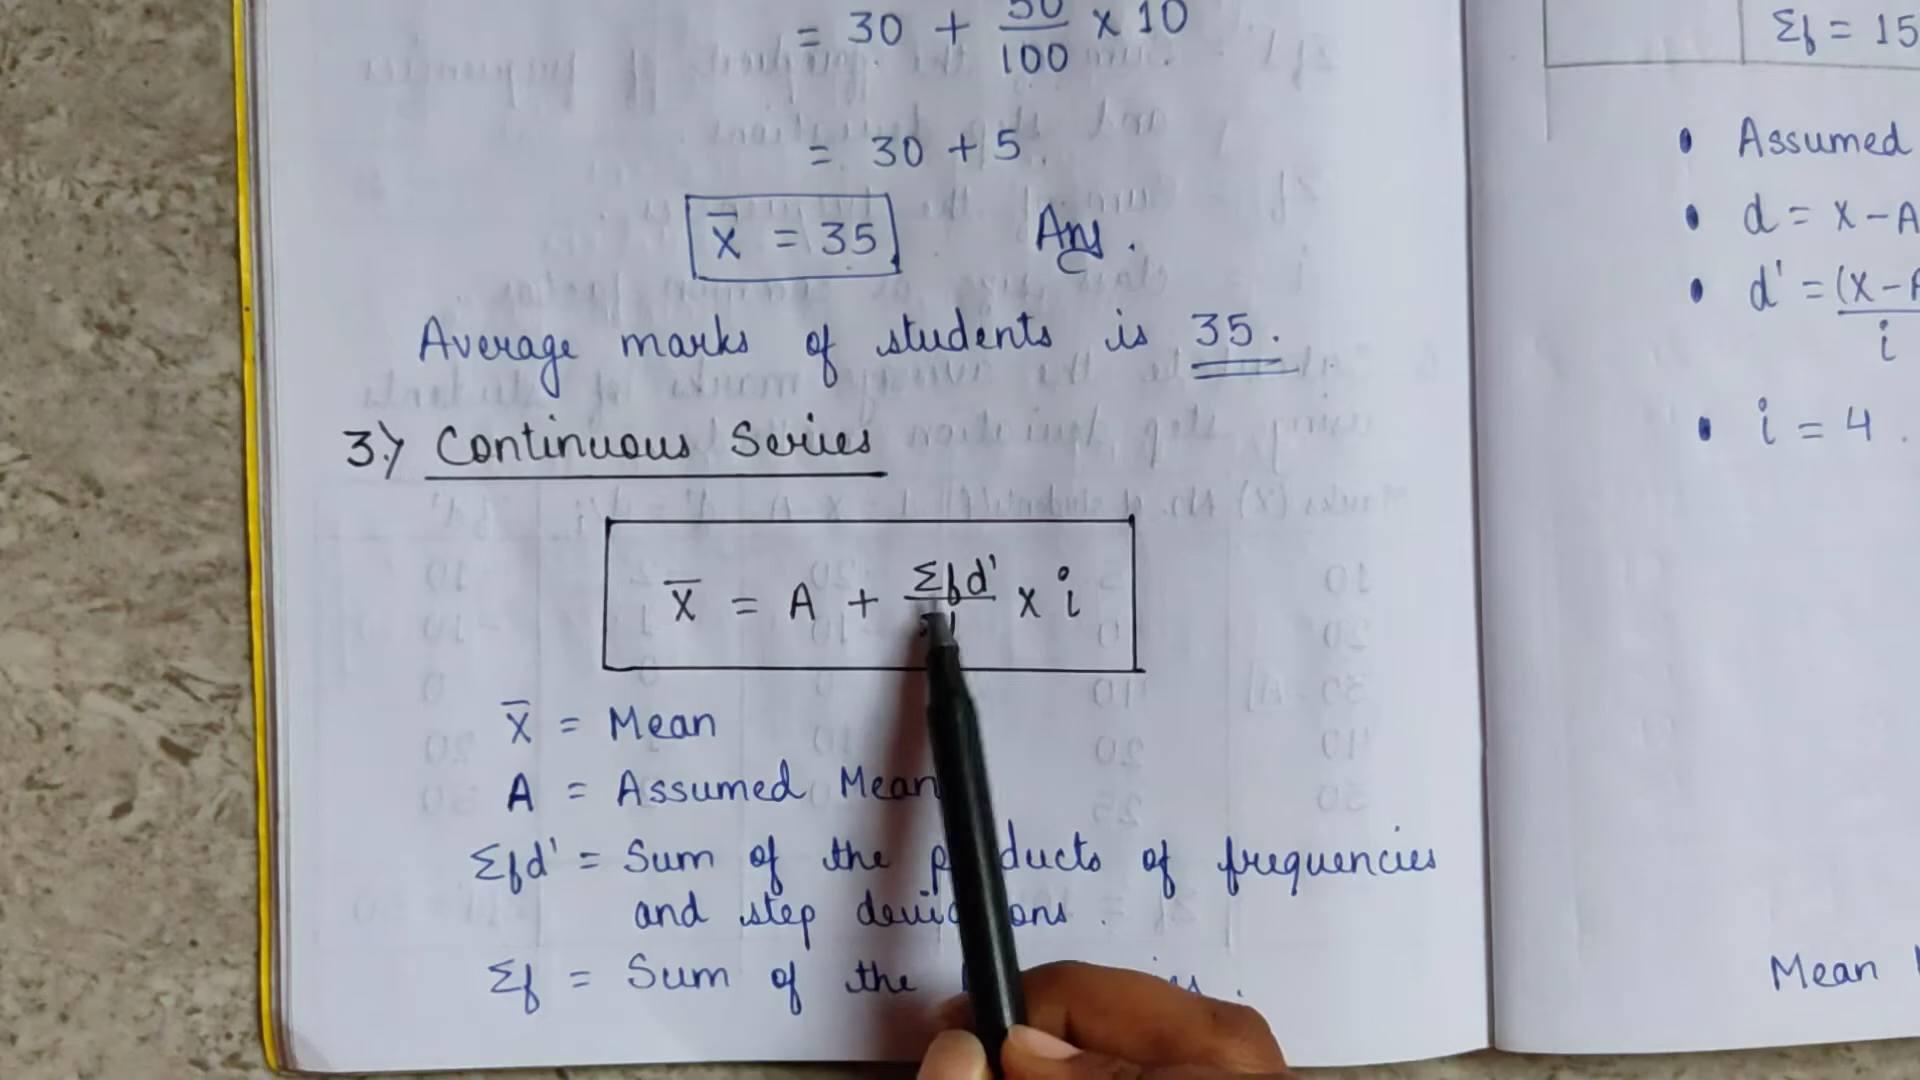 = 30 + 50/100 x 10
= 30 + 5
x̄ = 35 Ans.
Average marks of students is 35.
3.) Continuous Series
x̄ = A + Σfd'/ x i
x̄ = Mean
A = Assumed Mean
Σfd' = Sum of the products of frequencies
and step deviations.
Σf = Sum of the
Σf = 15
• Assumed
• d = x - A
• d' = (x - A
i
• i = 4.
Mean